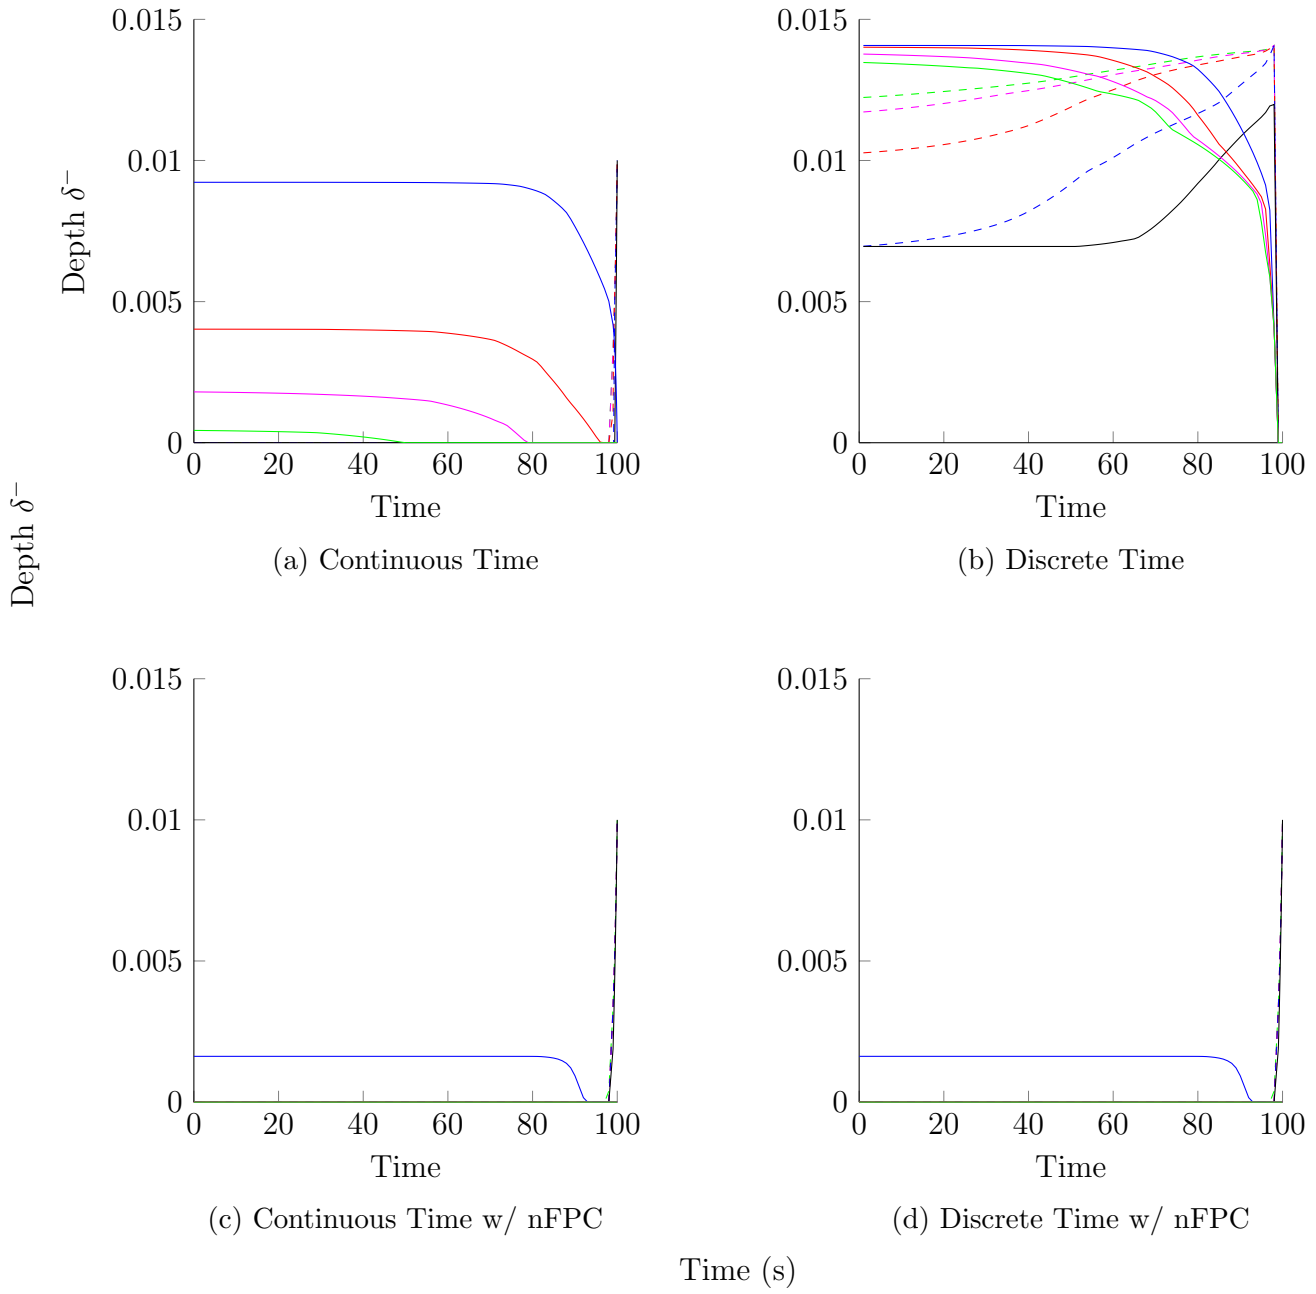 0.015
0.01
0.005
0
Depth δ⁻
0 20 40 60 80 100
Time
(a) Continuous Time
0.015
0.01
0.005
0
0 20 40 60 80 100
Time
(b) Discrete Time
Depth δ⁻
0.015
0.01
0.005
0
0 20 40 60 80 100
Time
(c) Continuous Time w/ nFPC
0.015
0.01
0.005
0
0 20 40 60 80 100
Time
(d) Discrete Time w/ nFPC
Time (s)